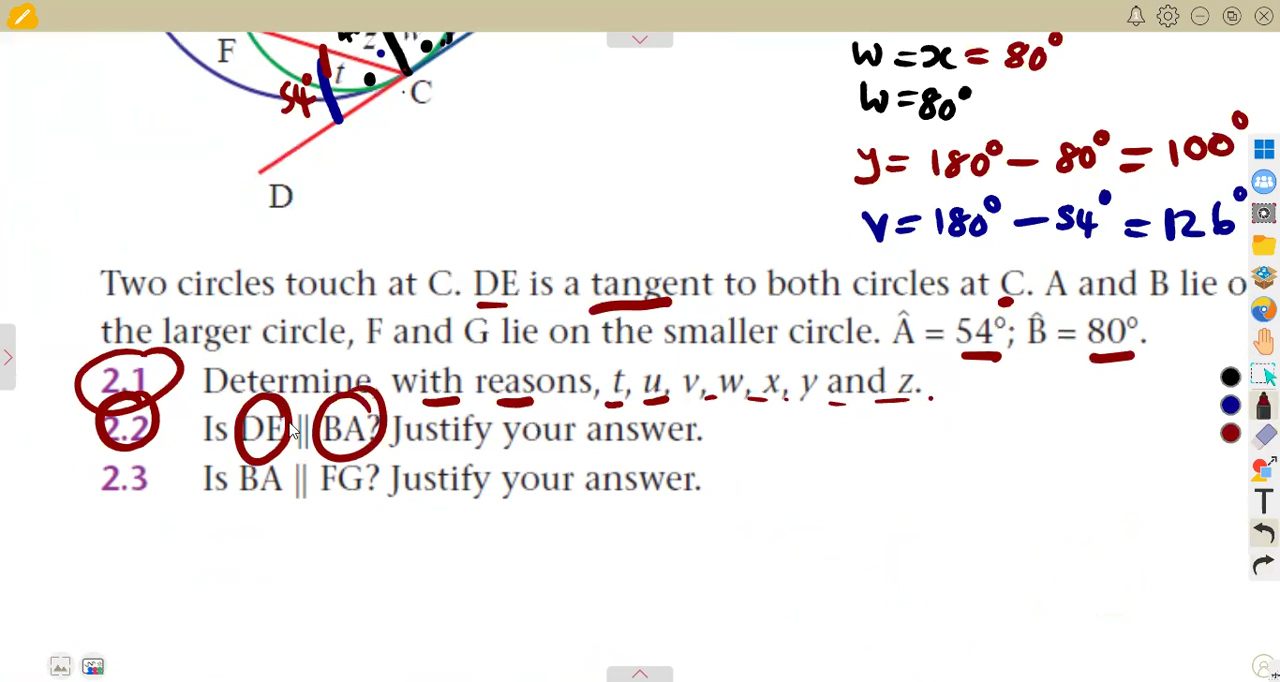 F
z
t
54°
C
D
w = x = 80°
w = 80°
y = 180° - 80° = 100°
v = 180° - 54° = 126°
Two circles touch at C. DE is a tangent to both circles at C. A and B lie o
the larger circle, F and G lie on the smaller circle. Â = 54°; B̂ = 80°.
2.1 Determine, with reasons, t, u, v, w, x, y and z.
2.2 Is DE || BA? Justify your answer.
2.3 Is BA || FG? Justify your answer.
T